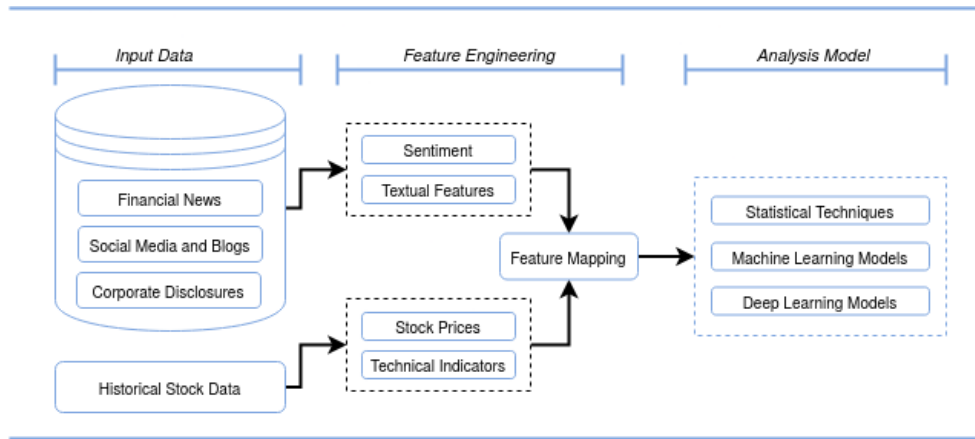 Input Data
Feature Engineering
Analysis Model
Financial News
Social Media and Blogs
Corporate Disclosures
Historical Stock Data
Sentiment
Textual Features
Stock Prices
Technical Indicators
Feature Mapping
Statistical Techniques
Machine Learning Models
Deep Learning Models